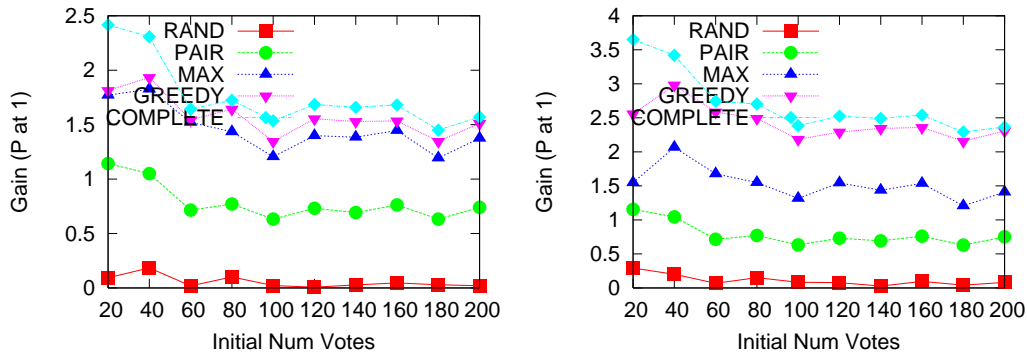 2.5
2
1.5
1
0.5
0
Gain (P at 1)
RAND
PAIR
MAX
GREEDY
COMPLETE
20 40 60 80 100 120 140 160 180 200
Initial Num Votes
4
3.5
3
2.5
2
1.5
1
0.5
0
Gain (P at 1)
RAND
PAIR
MAX
GREEDY
COMPLETE
20 40 60 80 100 120 140 160 180 200
Initial Num Votes